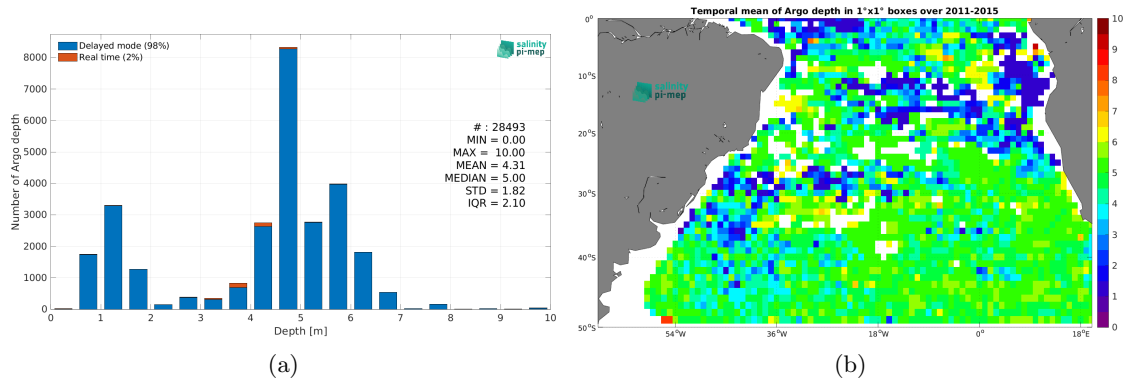 Delayed mode (98%)
Real time (2%)
salinity
pi-mep
# : 28493
MIN = 0.00
MAX = 10.00
MEAN = 4.31
MEDIAN = 5.00
STD = 1.82
IQR = 2.10
Number of Argo depth
8000
7000
6000
5000
4000
3000
2000
1000
0
0 1 2 3 4 5 6 7 8 9 10
Depth [m]
(a)
Temporal mean of Argo depth in 1°x1° boxes over 2011-2015
salinity
pi-mep
0°
10°S
20°S
30°S
40°S
50°S
54°W 36°W 18°W 0° 18°E
10
9
8
7
6
5
4
3
2
1
0
(b)